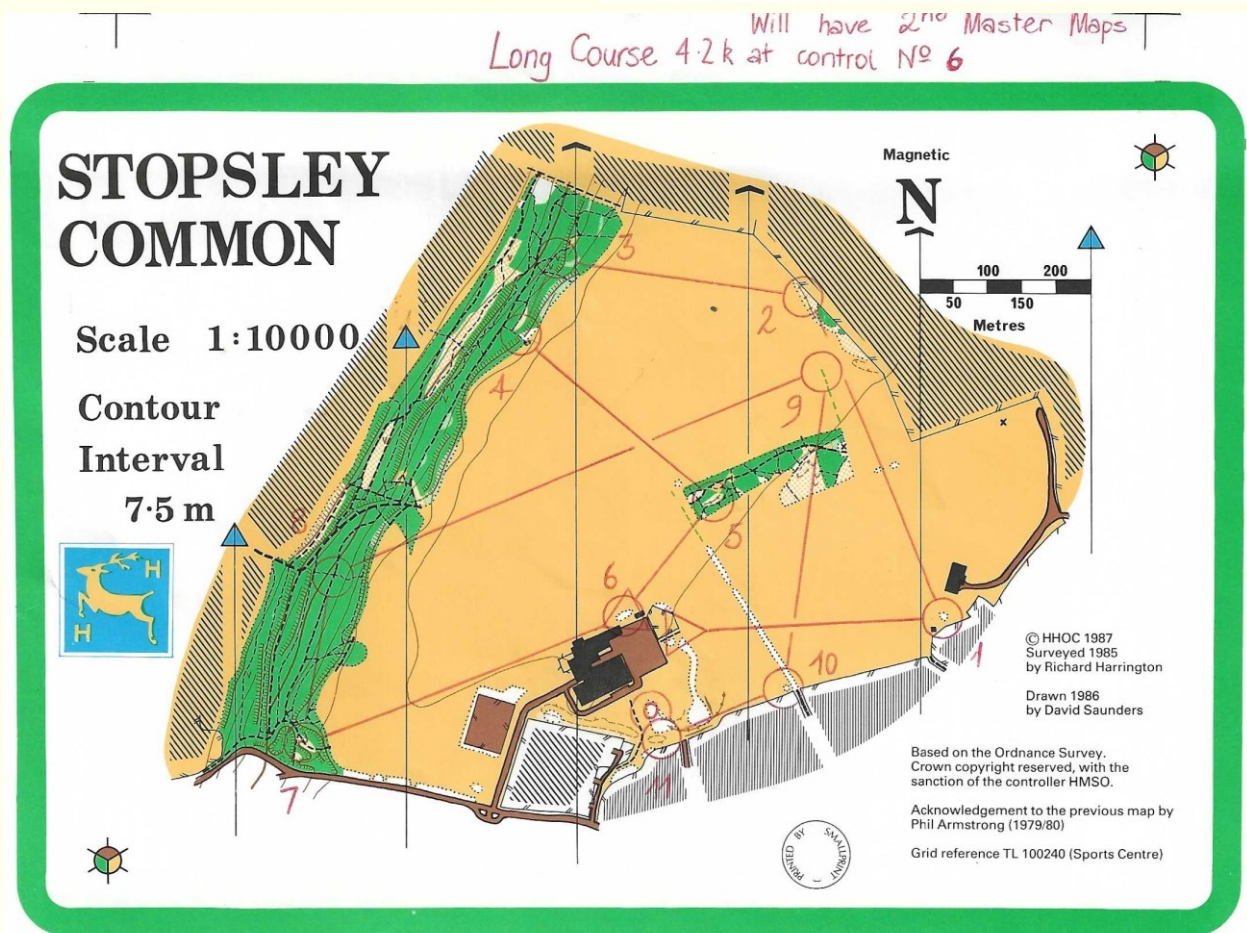 Will have 2nd Master Maps
Long Course 4.2k at control Nº 6
STOPSLEY
COMMON
Scale 1:10000
Contour
Interval
7·5 m
H
H
Magnetic
N
100 200
50 150
Metres
3
2
4
9
8
5
6
1
10
7
11
© HHOC 1987
Surveyed 1985
by Richard Harrington
Drawn 1986
by David Saunders
Based on the Ordnance Survey.
Crown copyright reserved, with the
sanction of the controller HMSO.
Acknowledgement to the previous map by
Phil Armstrong (1979/80)
Grid reference TL 100240 (Sports Centre)
PRINTED BY SMALLPRINT